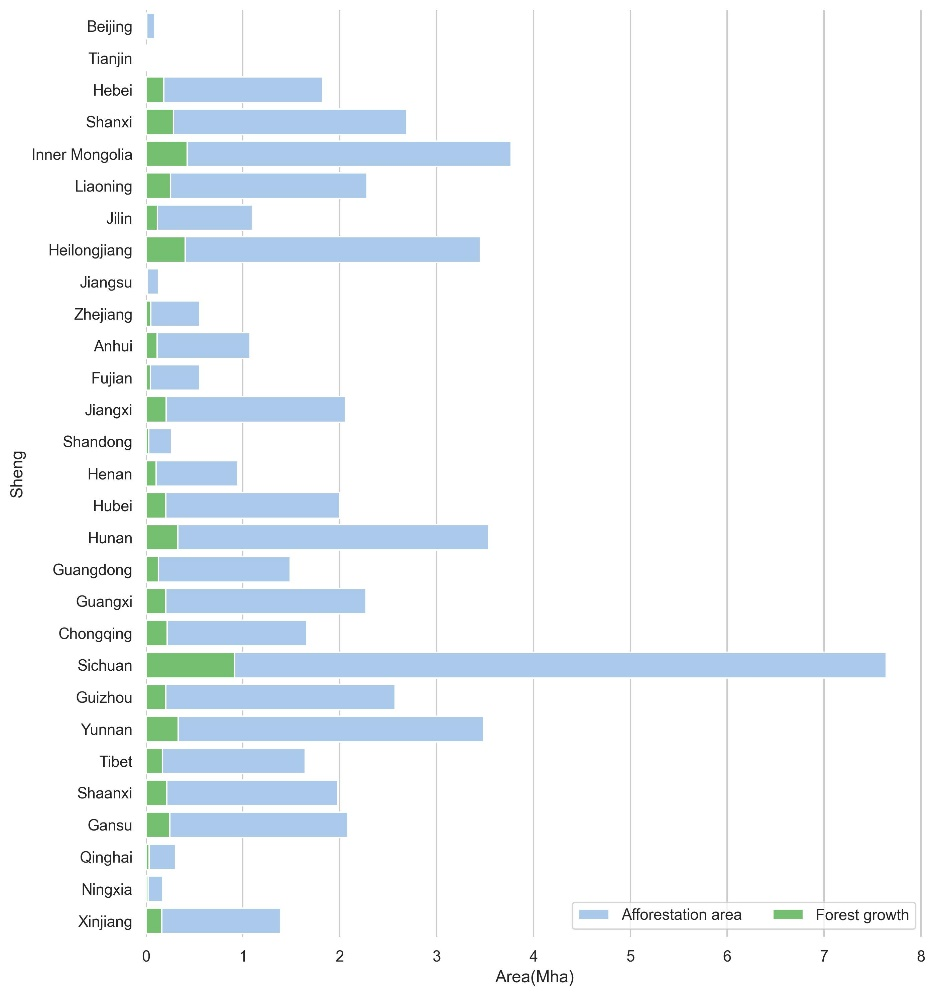 Beijing
Tianjin
Hebei
Shanxi
Inner Mongolia
Liaoning
Jilin
Heilongjiang
Jiangsu
Zhejiang
Anhui
Fujian
Jiangxi
Shandong
Henan
Hubei
Hunan
Guangdong
Guangxi
Chongqing
Sichuan
Guizhou
Yunnan
Tibet
Shaanxi
Gansu
Qinghai
Ningxia
Xinjiang
Sheng
Afforestation area Forest growth
0 1 2 3 4 5 6 7 8
Area(Mha)